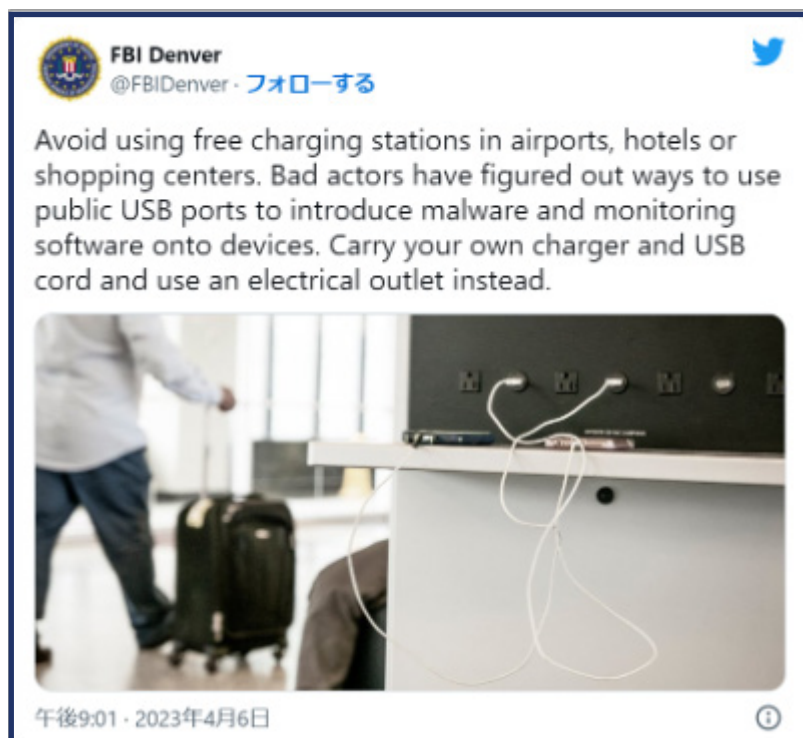 FBI Denver
@FBIDenver · フォローする
Avoid using free charging stations in airports, hotels or
shopping centers. Bad actors have figured out ways to use
public USB ports to introduce malware and monitoring
software onto devices. Carry your own charger and USB
cord and use an electrical outlet instead.
午後9:01 · 2023年4月6日